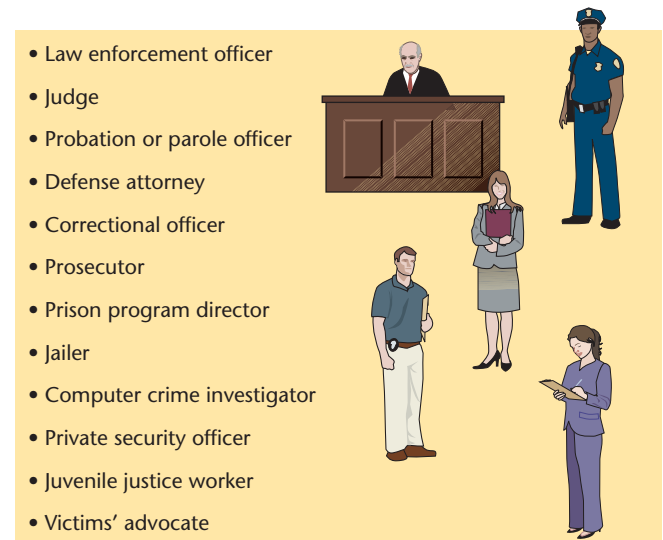 • Law enforcement officer
• Judge
• Probation or parole officer
• Defense attorney
• Correctional officer
• Prosecutor
• Prison program director
• Jailer
• Computer crime investigator
• Private security officer
• Juvenile justice worker
• Victims’ advocate